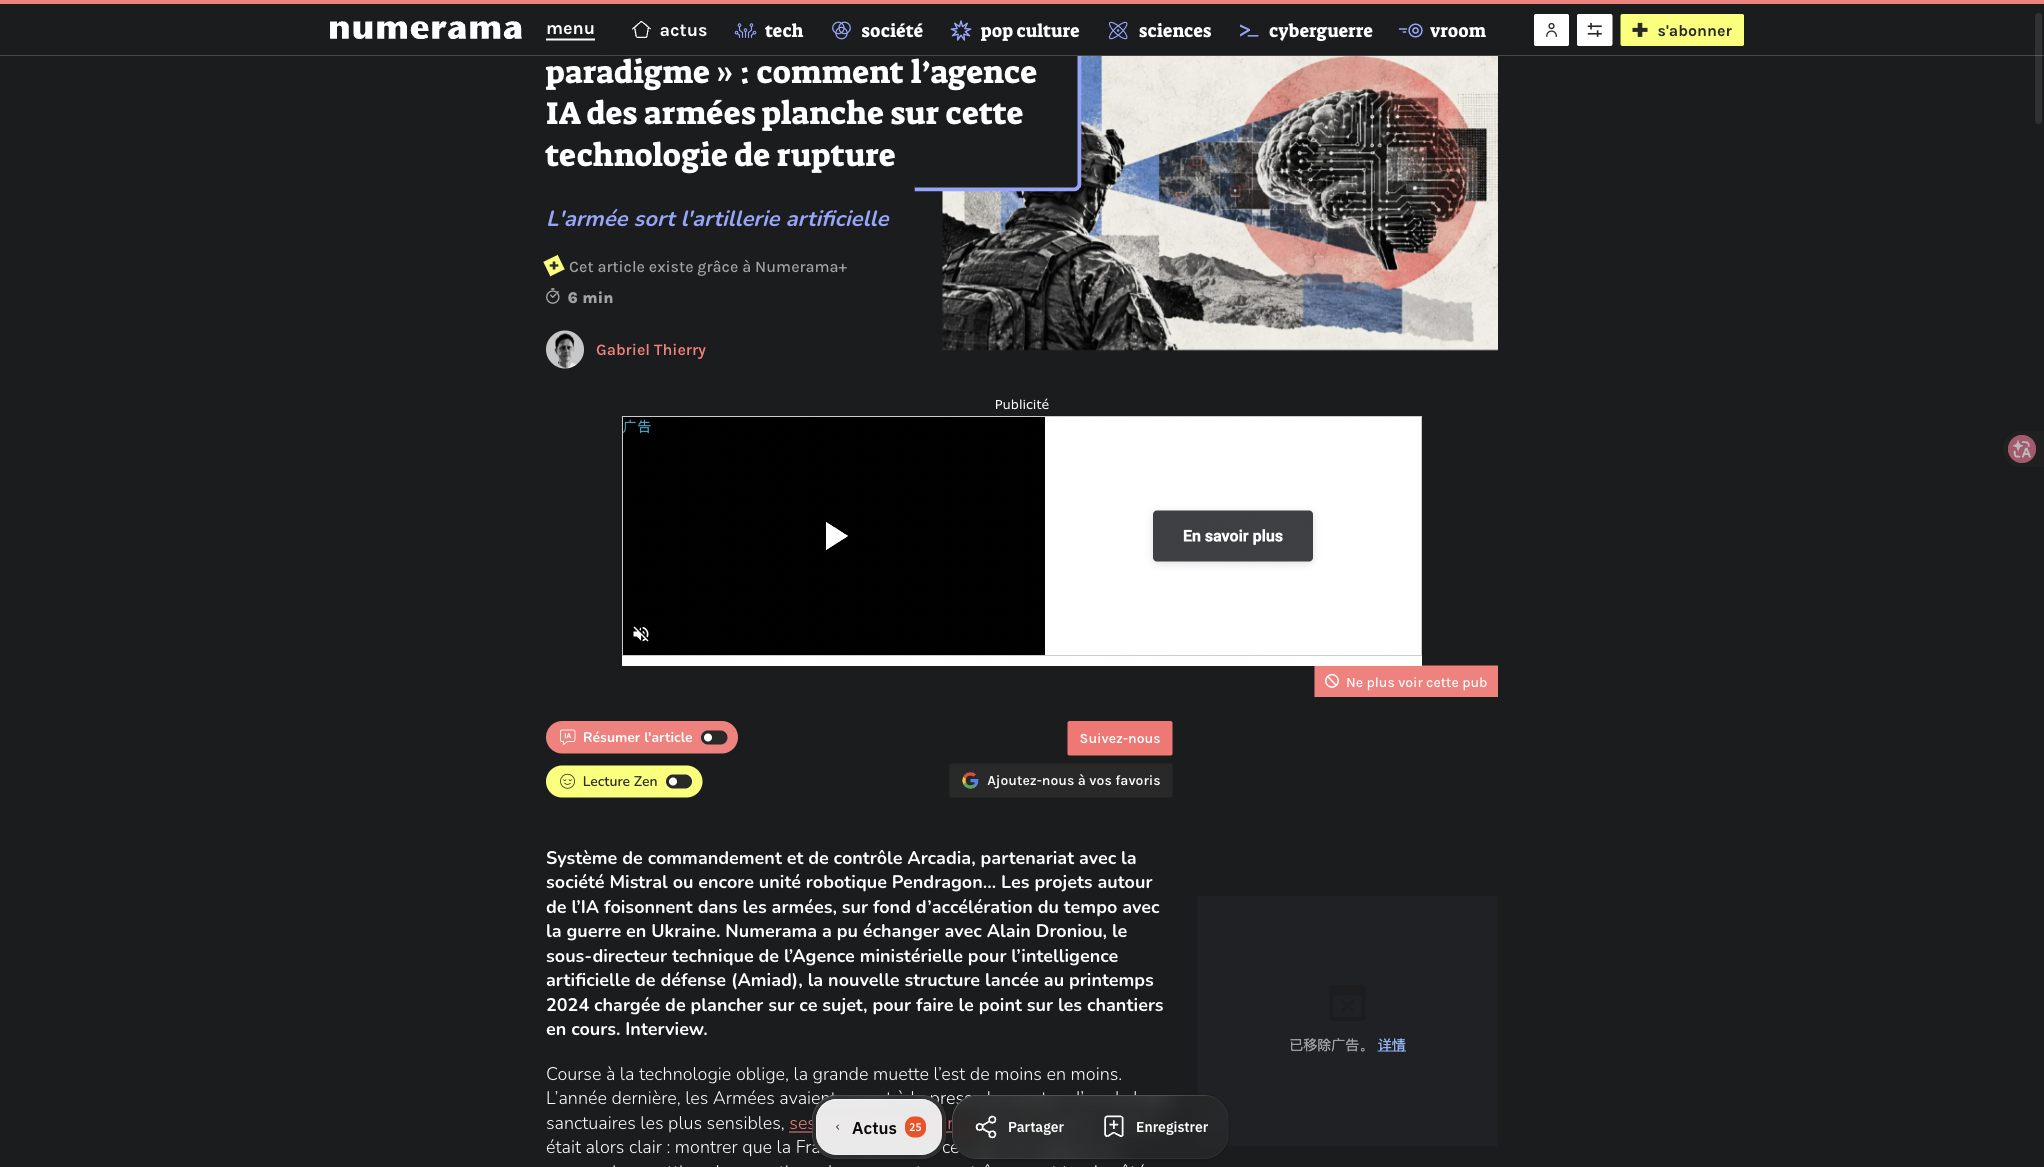 numerama
menu
actus
tech
société
pop culture
sciences
cyberguerre
vroom
s'abonner
paradigme » : comment l’agence
IA des armées planche sur cette
technologie de rupture
L'armée sort l'artillerie artificielle
Cet article existe grâce à Numerama+
6 min
Gabriel Thierry
Publicité
广告
En savoir plus
Ne plus voir cette pub
Résumer l'article
Lecture Zen
Suivez-nous
Ajoutez-nous à vos favoris
Système de commandement et de contrôle Arcadia, partenariat avec la
société Mistral ou encore unité robotique Pendragon… Les projets autour
de l’IA foisonnent dans les armées, sur fond d’accélération du tempo avec
la guerre en Ukraine. Numerama a pu échanger avec Alain Droniou, le
sous-directeur technique de l’Agence ministérielle pour l’intelligence
artificielle de défense (Amiad), la nouvelle structure lancée au printemps
2024 chargée de plancher sur ce sujet, pour faire le point sur les chantiers
en cours. Interview.
已移除广告。 详情
Course à la technologie oblige, la grande muette l’est de moins en moins.
L’année dernière, les Armées
sanctuaires les plus sensibles,
était alors clair : montrer que la
Actus 25
Partager
Enregistrer